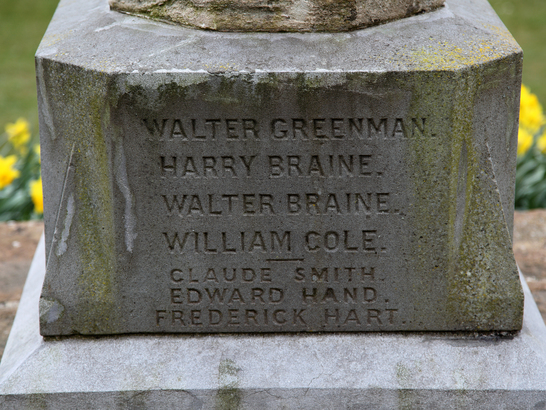 WALTER GREENMAN.
HARRY BRAINE.
WALTER BRAINE.
WILLIAM COLE.
CLAUDE SMITH.
EDWARD HAND.
FREDERICK HART.